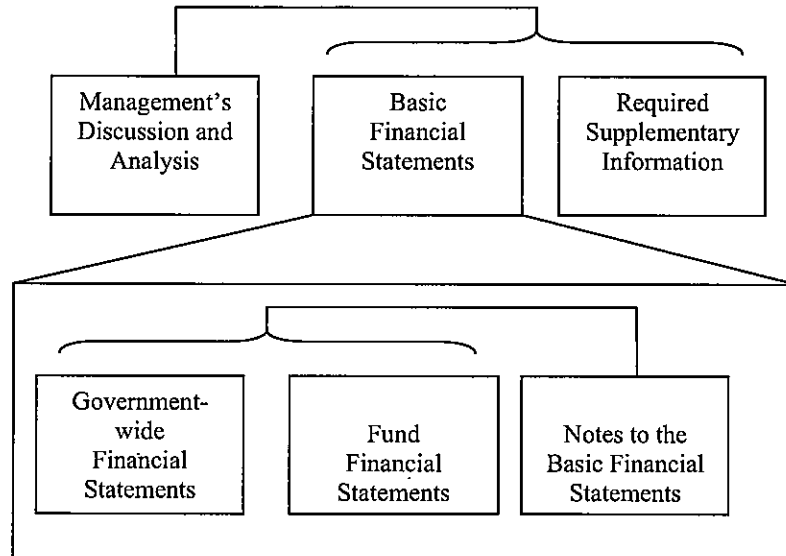 Management's
Discussion and
Analysis
Basic
Financial
Statements
Required
Supplementary
Information
Government-
wide
Financial
Statements
Fund
Financial
Statements
Notes to the
Basic Financial
Statements